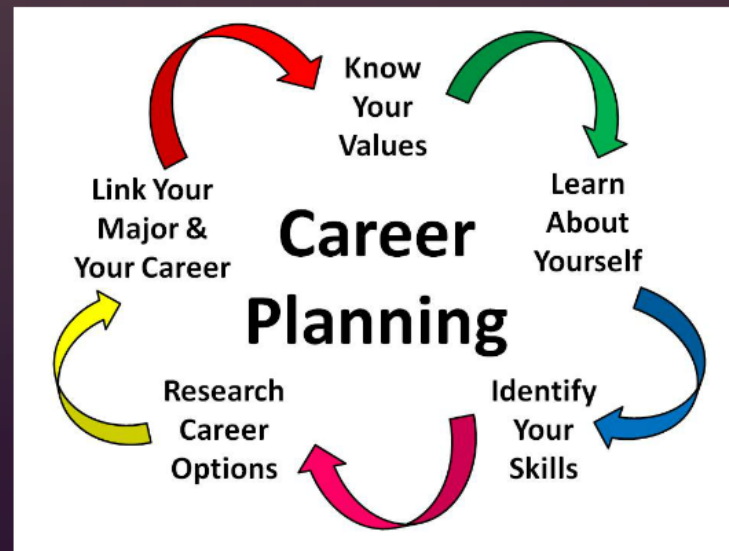 Know
Your
Values
Learn
About
Yourself
Identify
Your
Skills
Research
Career
Options
Link Your
Major &
Your Career
Career
Planning